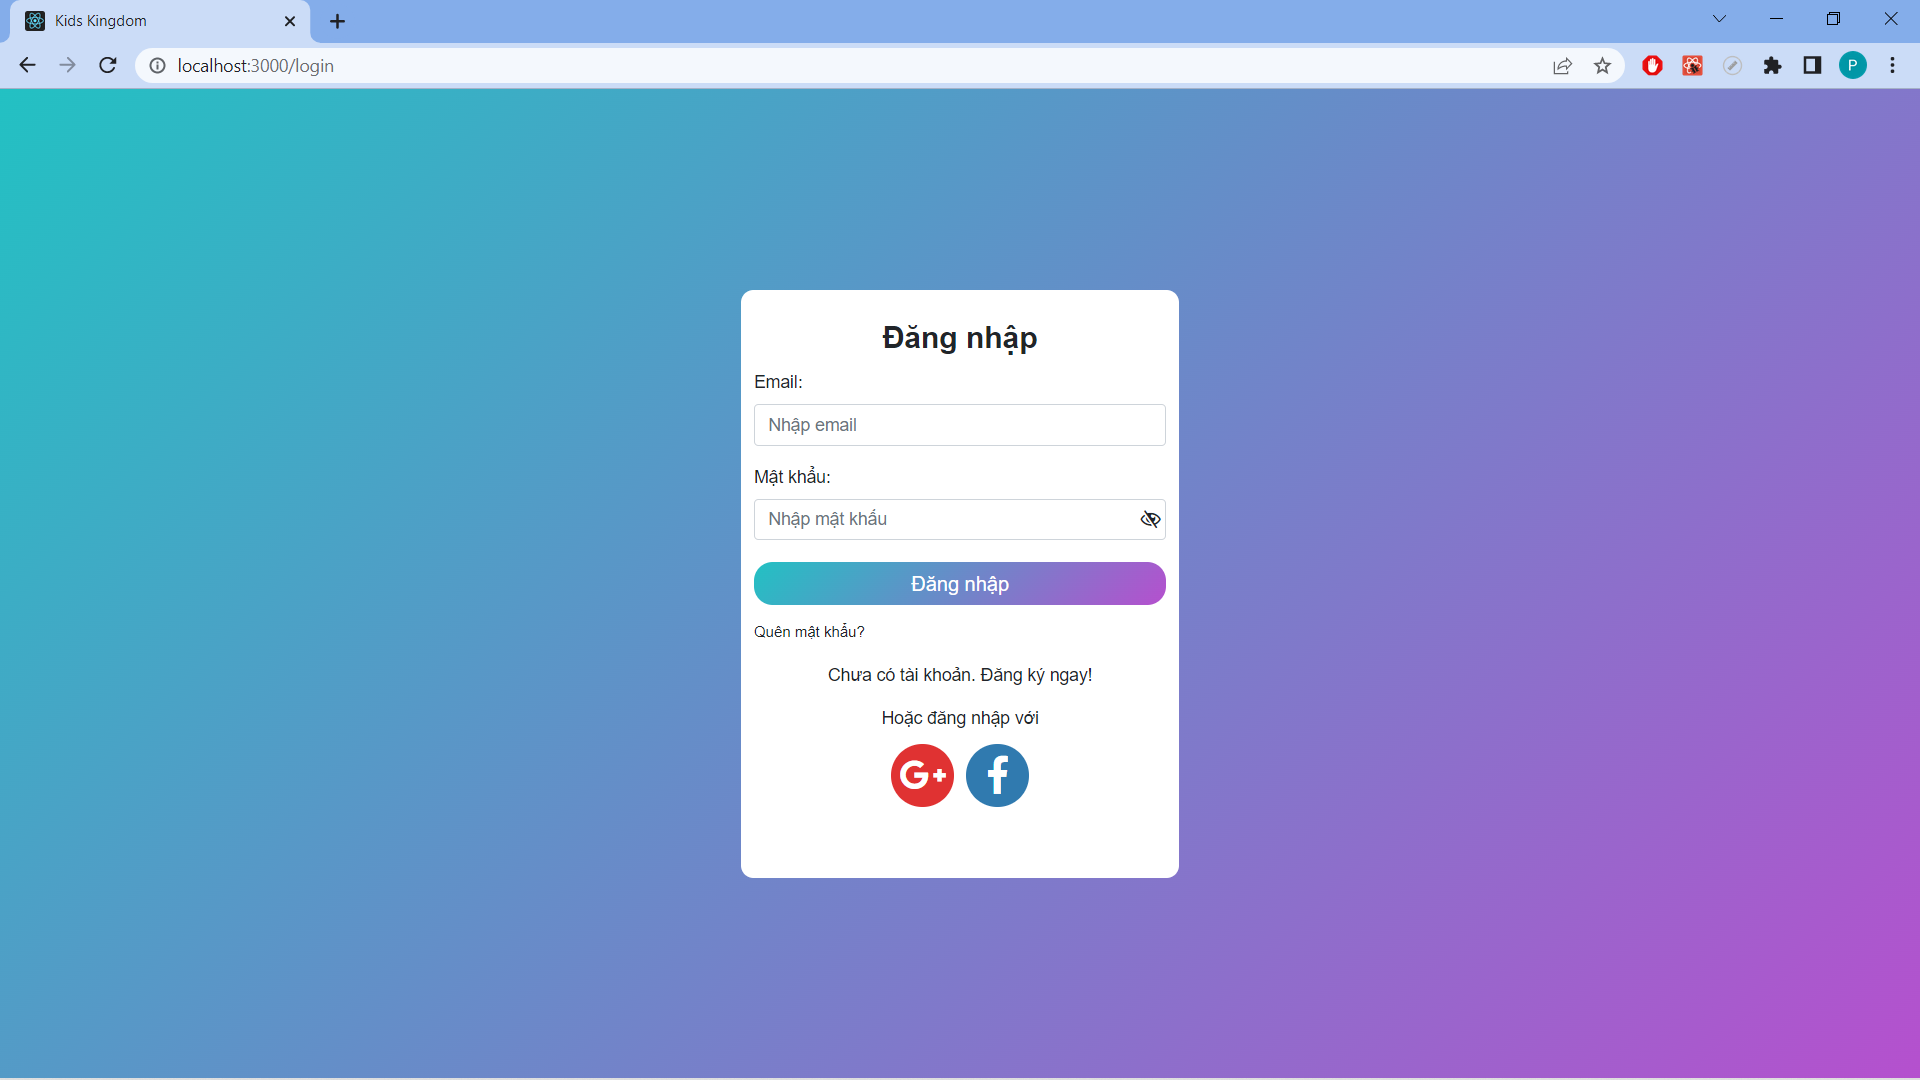 Kids Kingdom
localhost:3000/login
P
Đăng nhập
Email:
Nhập email
Mật khẩu:
Nhập mật khẩu
Đăng nhập
Quên mật khẩu?
Chưa có tài khoản. Đăng ký ngay!
Hoặc đăng nhập với
G+ f